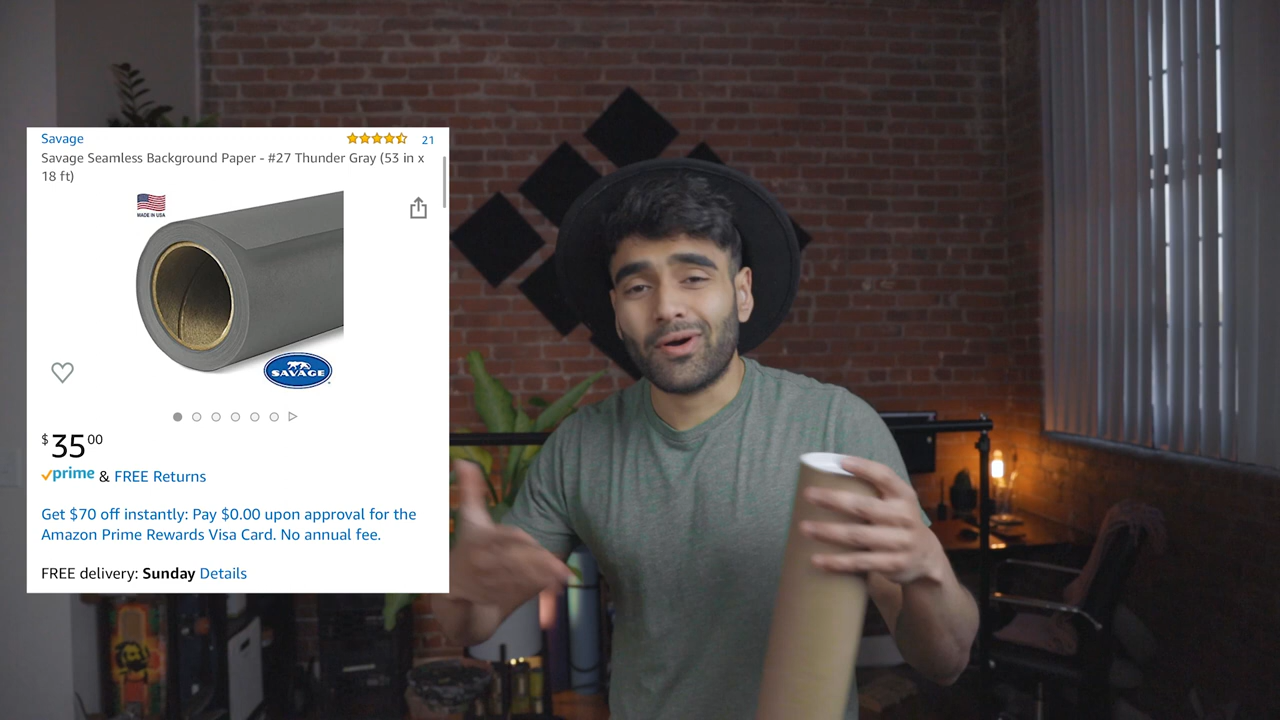 Savage
21
Savage Seamless Background Paper - #27 Thunder Gray (53 in x
18 ft)
MADE IN USA
SAVAGE
$35 00
prime & FREE Returns
Get $70 off instantly: Pay $0.00 upon approval for the
Amazon Prime Rewards Visa Card. No annual fee.
FREE delivery: Sunday Details